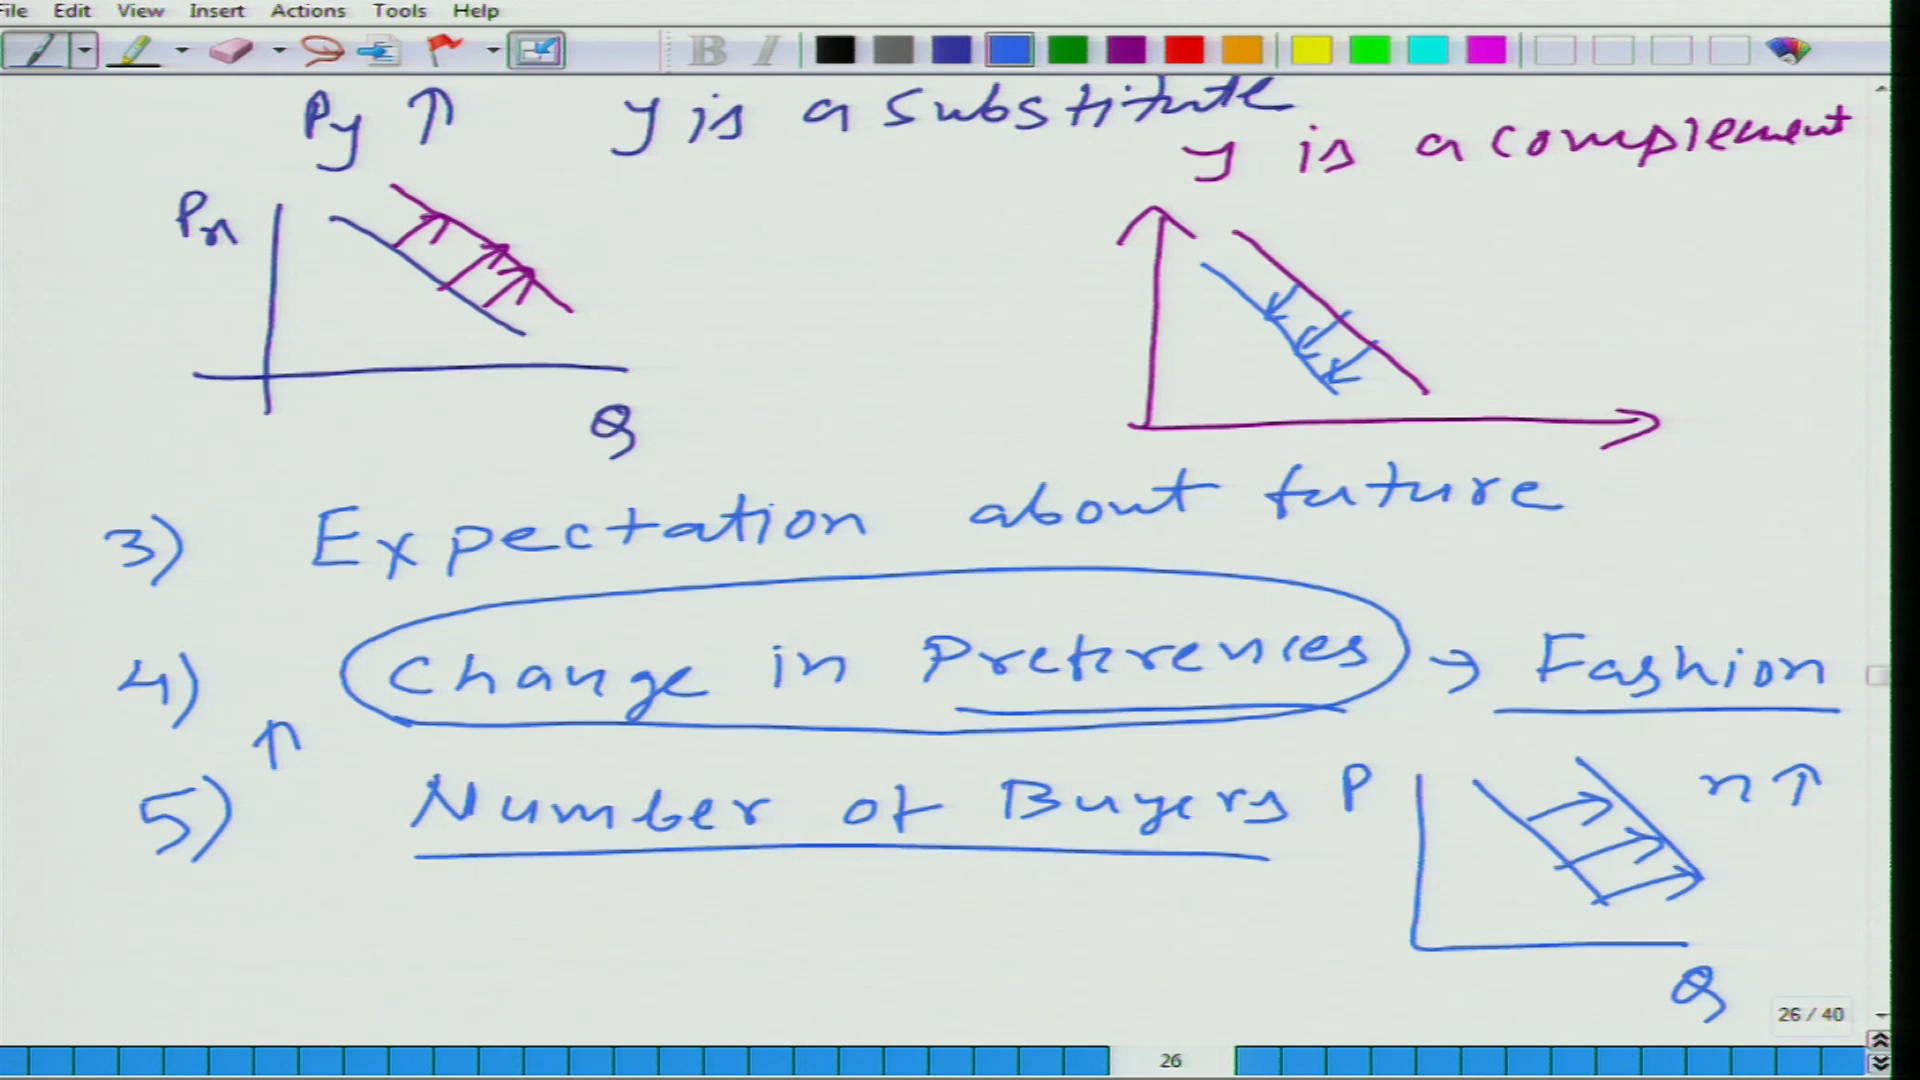 File Edit View Insert Actions Tools Help
B I
Py ↑ y is a substitute
y is a complement
Px
Q
3) Expectation about future
4) Change in Preferences → Fashion
↑
5) Number of Buyers
P n ↑
Q
26 / 40
26